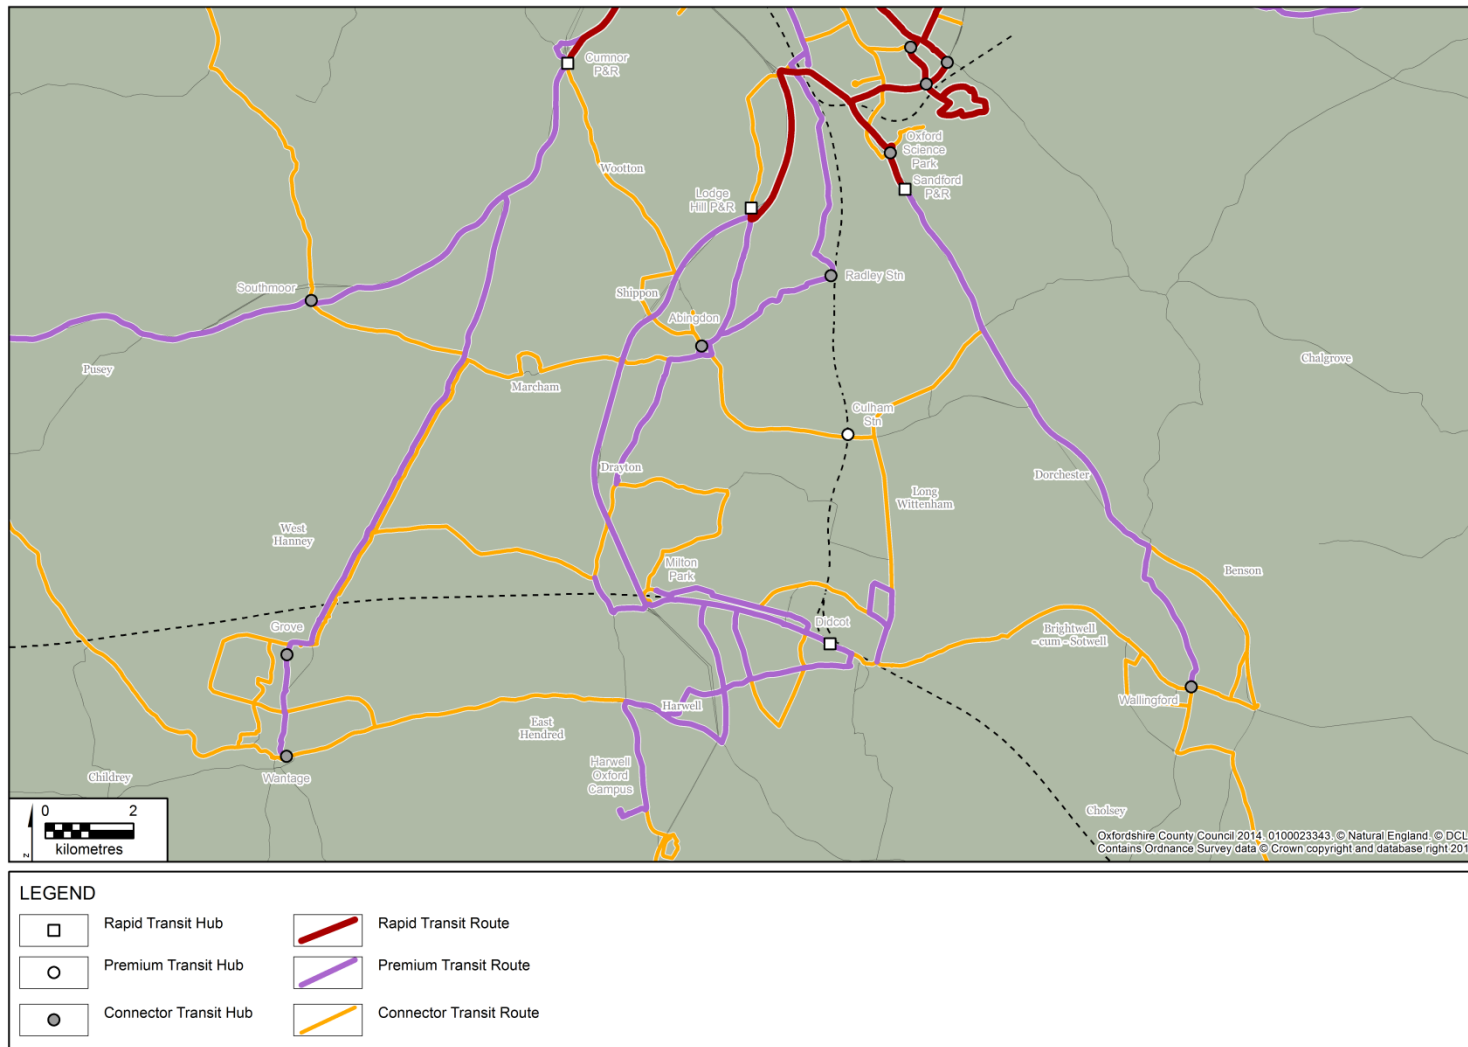 Cumnor
P&R
Oxford
Science
Park
Wootton
Sandford
P&R
Lodge
Hill P&R
Radley Stn
Southmoor
Shippon
Abingdon
Pusey
Marcham
Chalgrove
Culham
Stn
Drayton
Dorchester
Long
Wittenham
West
Hanney
Milton
Park
Benson
Grove
Didcot
Brightwell
- cum - Sotwell
Harwell
Wallingford
East
Hendred
Harwell
Oxford
Campus
Childrey
Wantage
Cholsey
0 2
kilometres
z
Oxfordshire County Council 2014. 0100023343. © Natural England. © DCL
Contains Ordnance Survey data © Crown copyright and database right 201
LEGEND
Rapid Transit Hub
Rapid Transit Route
Premium Transit Hub
Premium Transit Route
Connector Transit Hub
Connector Transit Route